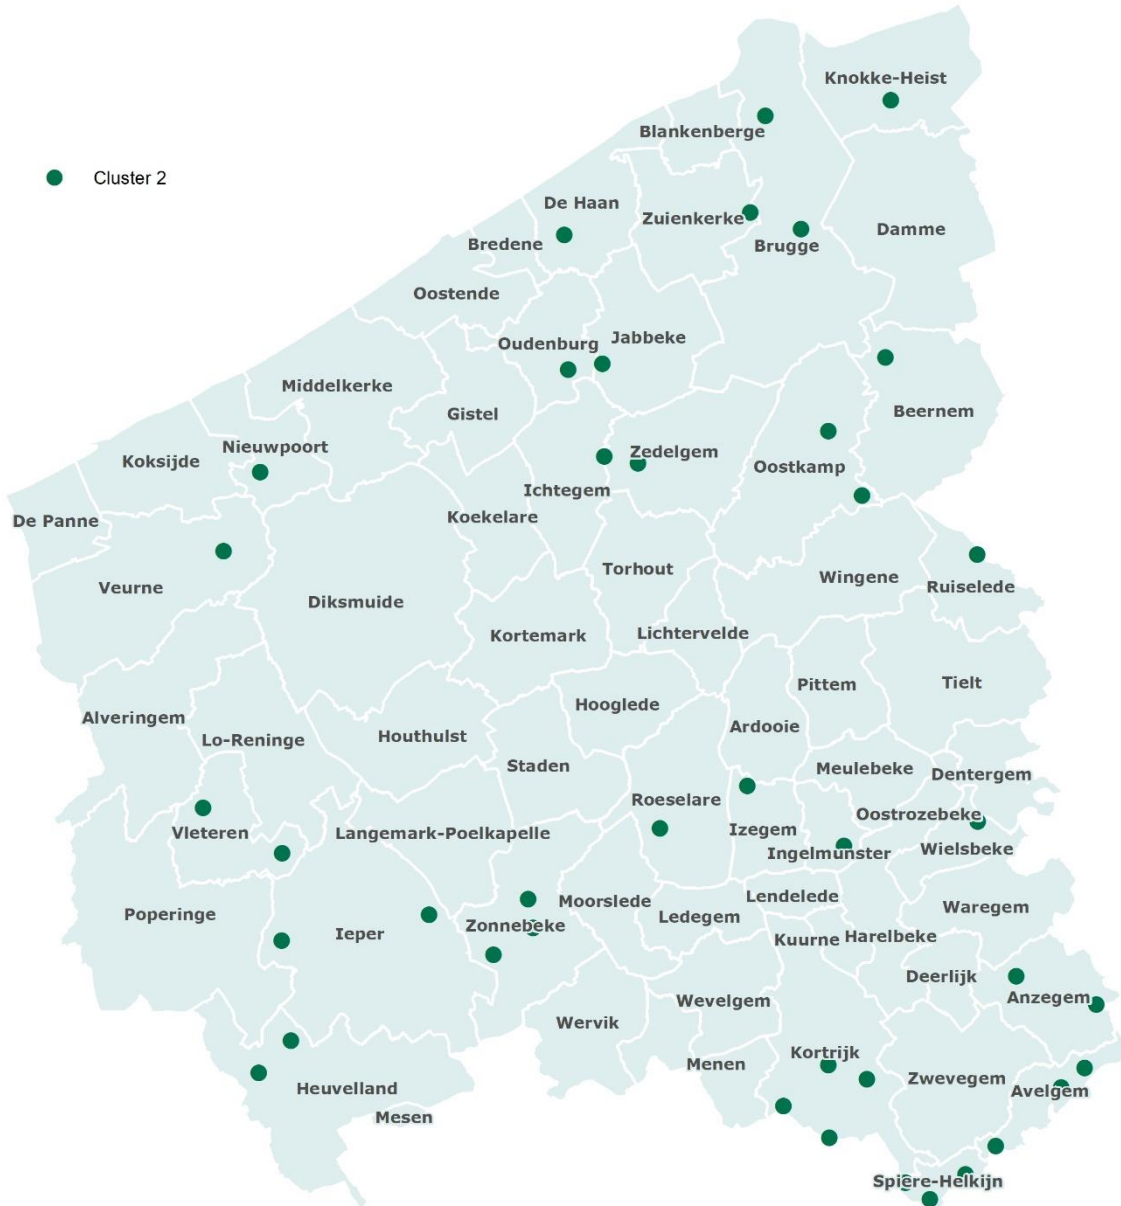 Knokke-Heist
Blankenberge
Cluster 2
De Haan
Zuienkerke
Damme
Bredene
Brugge
Oostende
Oudenburg
Jabbeke
Middelkerke
Gistel
Beernem
Nieuwpoort
Koksijde
Zedelgem
Oostkamp
Ichtegem
De Panne
Koekelare
Torhout
Wingene
Veurne
Ruiselede
Diksmuide
Kortemark
Lichtervelde
Pittem
Tielt
Hooglede
Alveringem
Ardooie
Lo-Reninge
Houthulst
Staden
Meulebeke
Dentergem
Roeselare
Oostrozebeke
Vleteren
Langemark-Poelkapelle
Izegem
Ingelmunster
Wielsbeke
Lendelede
Moorslede
Waregem
Poperinge
Ledegem
Zonnebeke
Ieper
Kuurne
Harelbeke
Deerlijk
Anzegem
Wevelgem
Wervik
Kortrijk
Menen
Zwevegem
Heuvelland
Avelgem
Mesen
Spiere-Helkijn